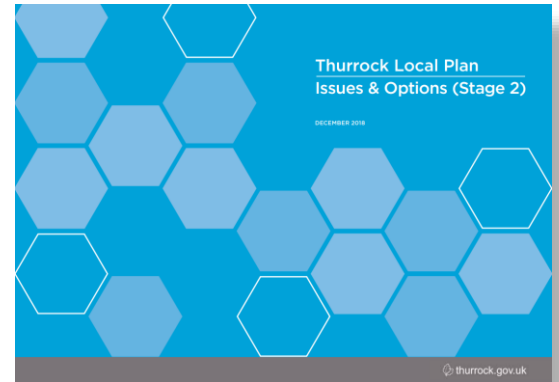 Thurrock Local Plan
Issues & Options (Stage 2)
DECEMBER 2018
thurrock.gov.uk